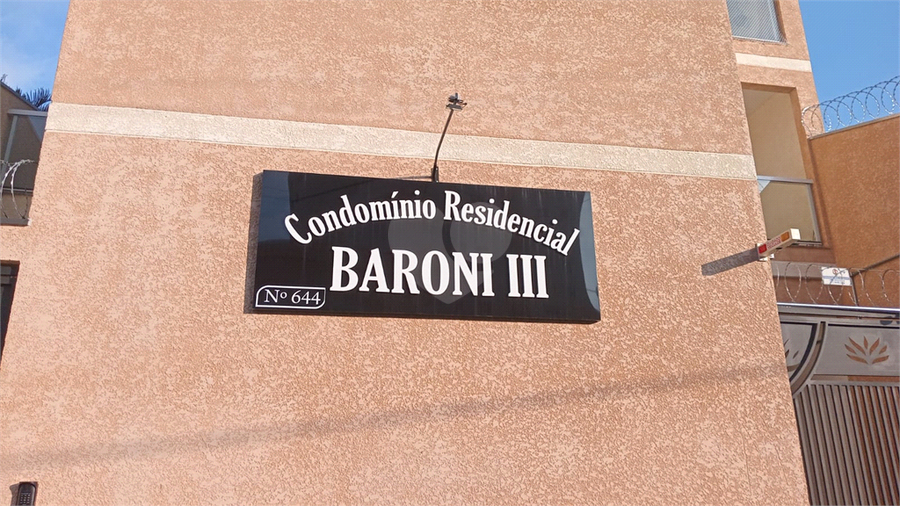 Condomínio Residencial
BARONI III
Nº 644